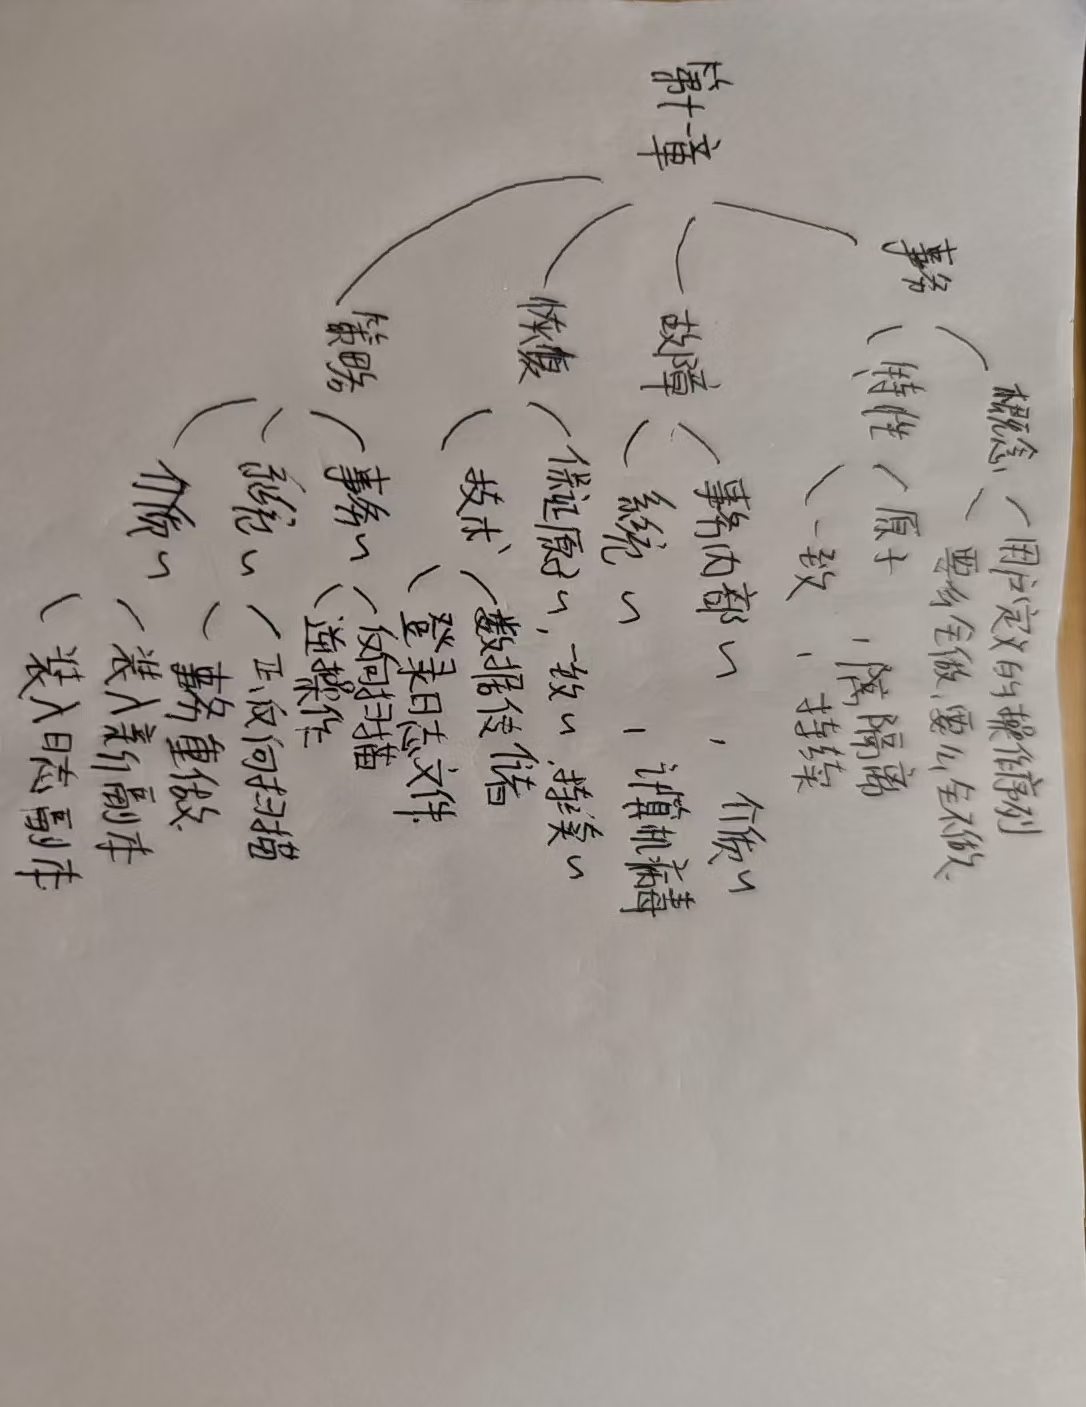 第十一章
事务
概念
用户定义的操作序列
要么全做,要么全不做.
特性
原子 , 隔离
一致 , 持续
故障
事务内部~ , 介质~
系统~ , 计算机病毒
恢复
保证原子~, 一致~, 持续~
技术
数据转储
登录日志文件.
策略
事务~
反向扫描
逆操作
系统~
正,反向扫描
事务重做.
介质~
装入新副本
装入日志副本